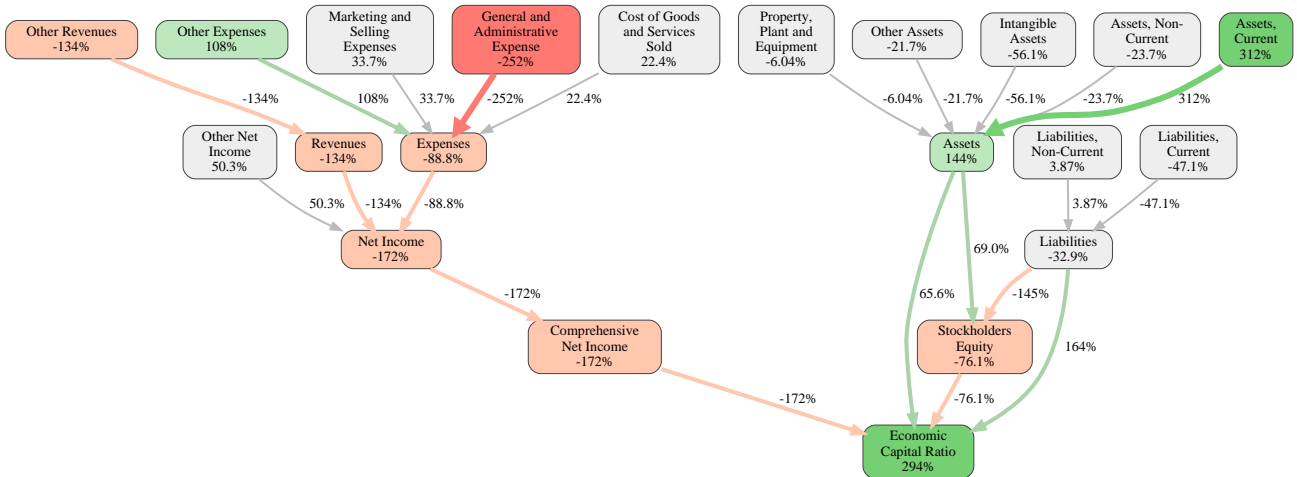 Other Revenues
-134%
Other Expenses
108%
Marketing and
Selling
Expenses
33.7%
General and
Administrative
Expense
-252%
Cost of Goods
and Services
Sold
22.4%
Property,
Plant and
Equipment
-6.04%
Other Assets
-21.7%
Intangible
Assets
-56.1%
Assets, Non-
Current
-23.7%
Assets,
Current
312%
-134%
108%
33.7%
-252%
22.4%
-6.04%
-21.7%
-56.1%
-23.7%
312%
Other Net
Income
50.3%
Revenues
-134%
Expenses
-88.8%
Assets
144%
Liabilities,
Non-Current
3.87%
Liabilities,
Current
-47.1%
50.3%
-134%
-88.8%
3.87%
-47.1%
Net Income
-172%
69.0%
Liabilities
-32.9%
-172%
65.6%
-145%
Comprehensive
Net Income
-172%
Stockholders
Equity
-76.1%
164%
-172%
-76.1%
Economic
Capital Ratio
294%